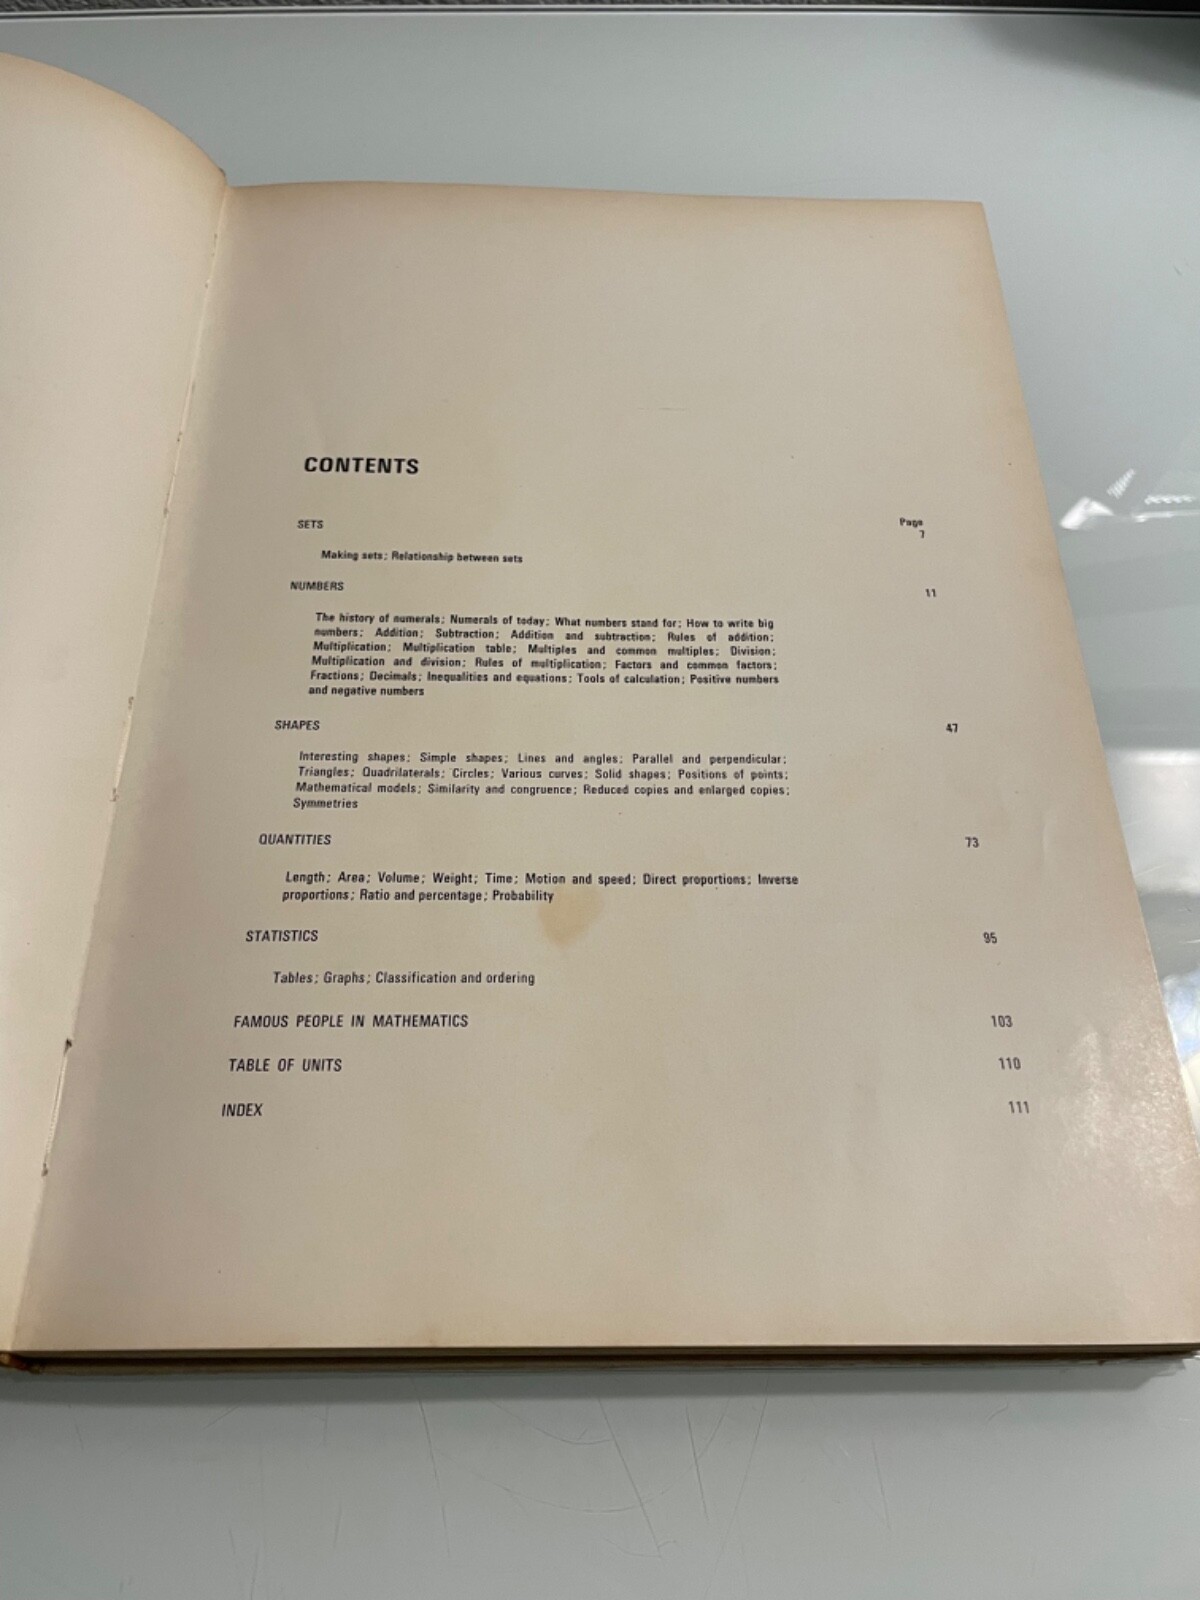 CONTENTS
SETS
Page
7
Making sets; Relationship between sets
NUMBERS
11
The history of numerals; Numerals of today; What numbers stand for; How to write big
numbers; Addition; Subtraction; Addition and subtraction; Rules of addition;
Multiplication; Multiplication table; Multiples and common multiples; Division;
Multiplication and division; Rules of multiplication; Factors and common factors;
Fractions; Decimals; Inequalities and equations; Tools of calculation; Positive numbers
and negative numbers
SHAPES
47
Interesting shapes; Simple shapes; Lines and angles; Parallel and perpendicular;
Triangles; Quadrilaterals; Circles; Various curves; Solid shapes; Positions of points;
Mathematical models; Similarity and congruence; Reduced copies and enlarged copies;
Symmetries
QUANTITIES
73
Length; Area; Volume; Weight; Time; Motion and speed; Direct proportions; Inverse
proportions; Ratio and percentage; Probability
STATISTICS
95
Tables; Graphs; Classification and ordering
FAMOUS PEOPLE IN MATHEMATICS
103
TABLE OF UNITS
110
INDEX
111